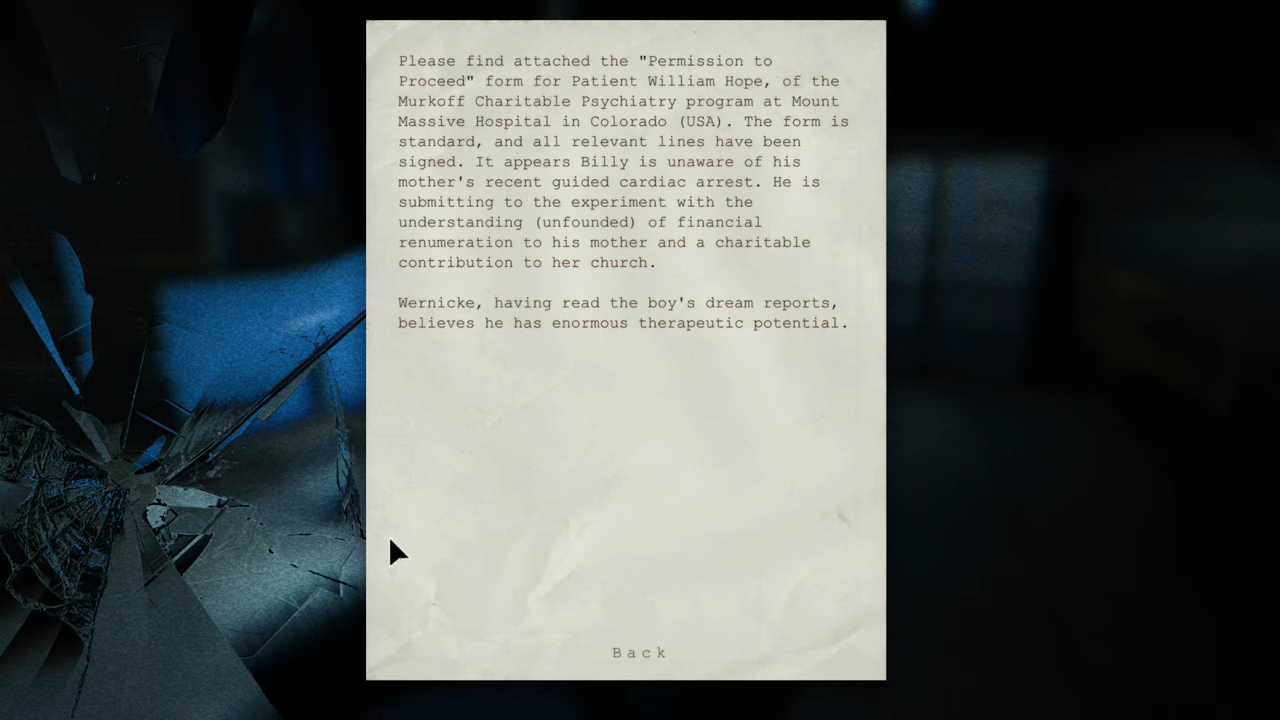 Please find attached the "Permission to
Proceed" form for Patient William Hope, of the
Murkoff Charitable Psychiatry program at Mount
Massive Hospital in Colorado (USA). The form is
standard, and all relevant lines have been
signed. It appears Billy is unaware of his
mother's recent guided cardiac arrest. He is
submitting to the experiment with the
understanding (unfounded) of financial
renumeration to his mother and a charitable
contribution to her church.
Wernicke, having read the boy's dream reports,
believes he has enormous therapeutic potential.
Back